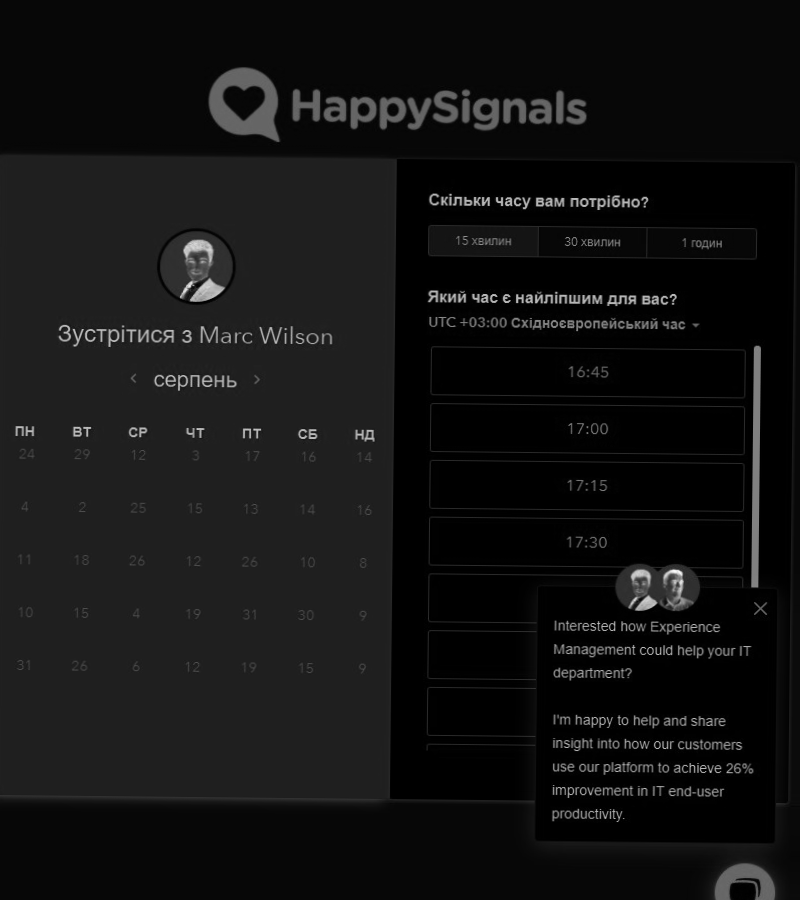 HappySignals
Зустрітися з Marc Wilson
серпень
ПН ВТ СР ЧТ ПТ СБ НД
24 29 12 3 17 16 14
4 2 25 15 13 14 16
11 18 26 12 26 10 8
10 15 4 19 31 30 9
31 26 6 12 19 15 9
Скільки часу вам потрібно?
15 хвилин 30 хвилин 1 годин
Який час є найліпшим для вас?
UTC +03:00 Східноєвропейський час
16:45
17:00
17:15
17:30
Interested how Experience
Management could help your IT
department?
I'm happy to help and share
insight into how our customers
use our platform to achieve 26%
improvement in IT end-user
productivity.